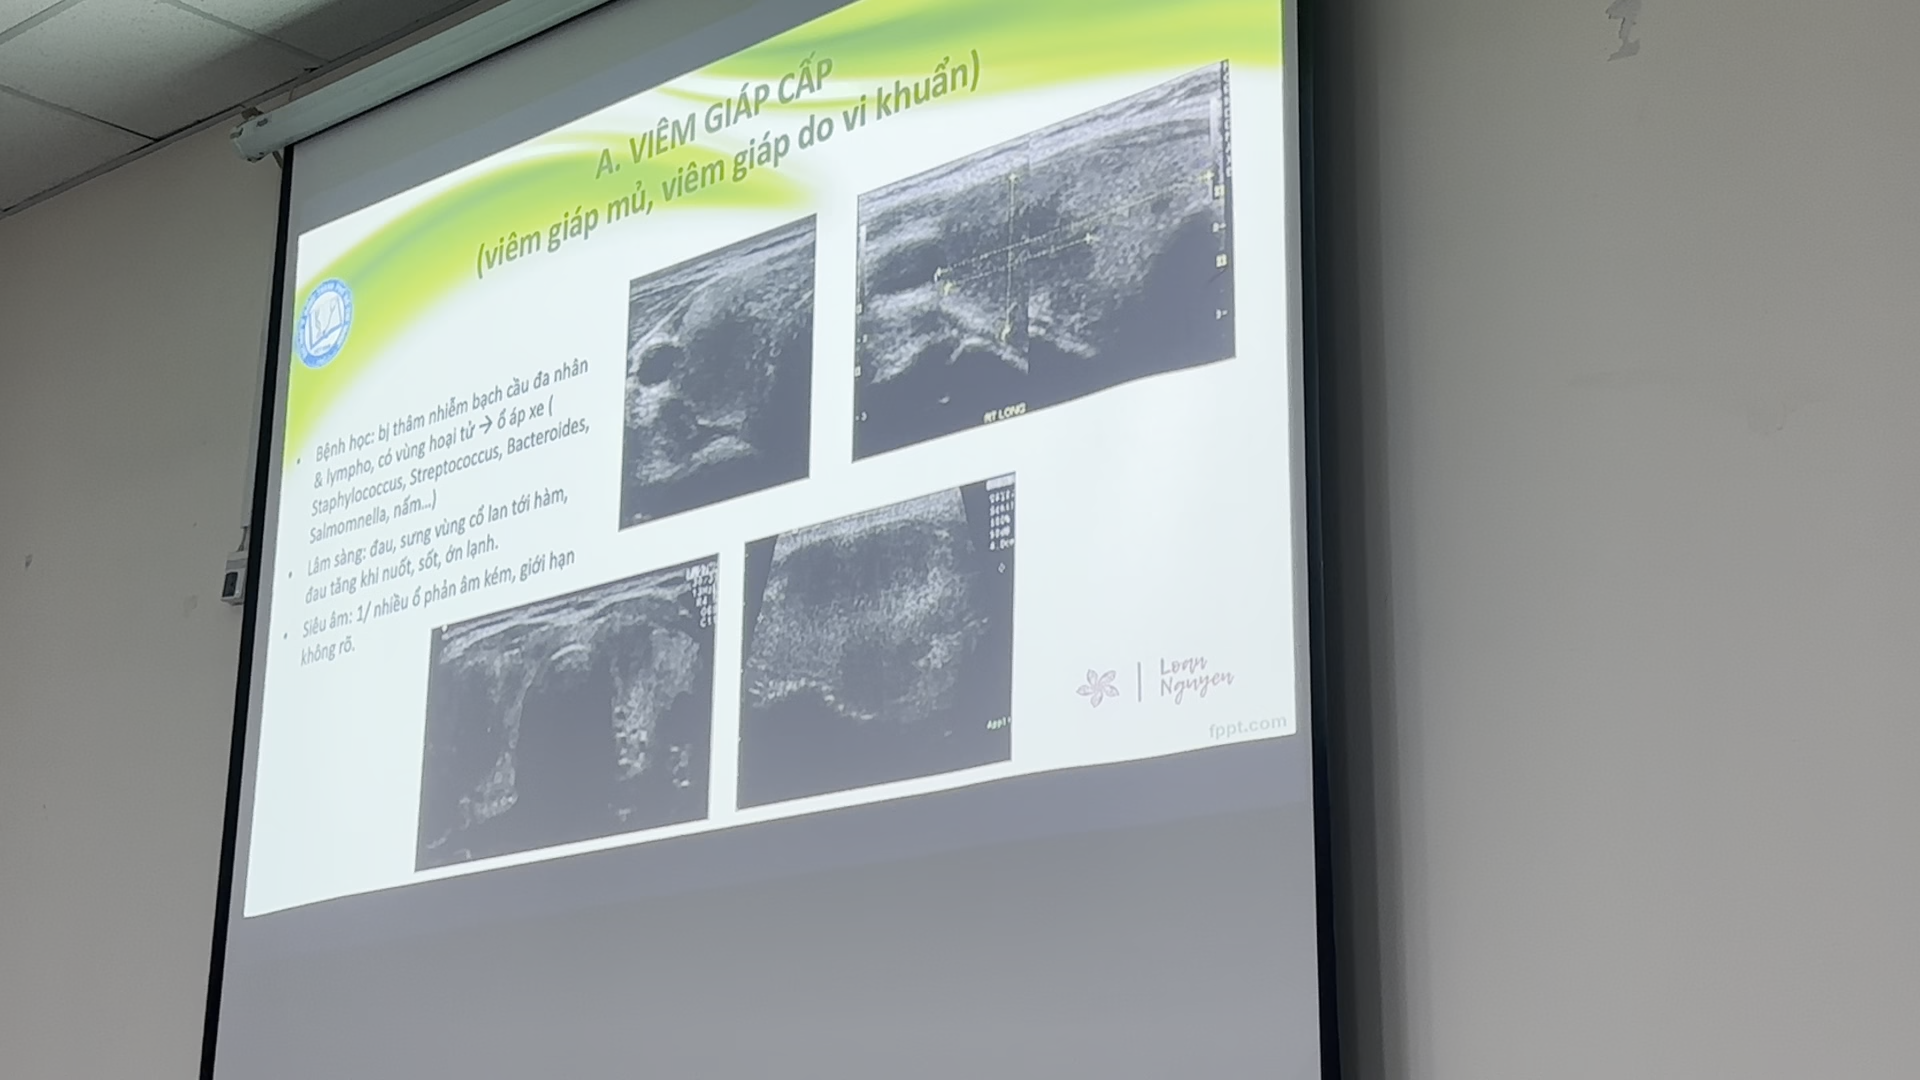 A. VIÊM GIÁP CẤP
(viêm giáp mủ, viêm giáp do vi khuẩn)
• Bệnh học: bị thâm nhiễm bạch cầu đa nhân
& lympho, có vùng hoại tử → ổ áp xe (
Staphylococcus, Streptococcus, Bacteroides,
Salmomnella, nấm...)
• Lâm sàng: đau, sưng vùng cổ lan tới hàm,
đau tăng khi nuốt, sốt, ớn lạnh.
• Siêu âm: 1/ nhiều ổ phản âm kém, giới hạn
không rõ.
RT LONG
Loan
Nguyen
fppt.com